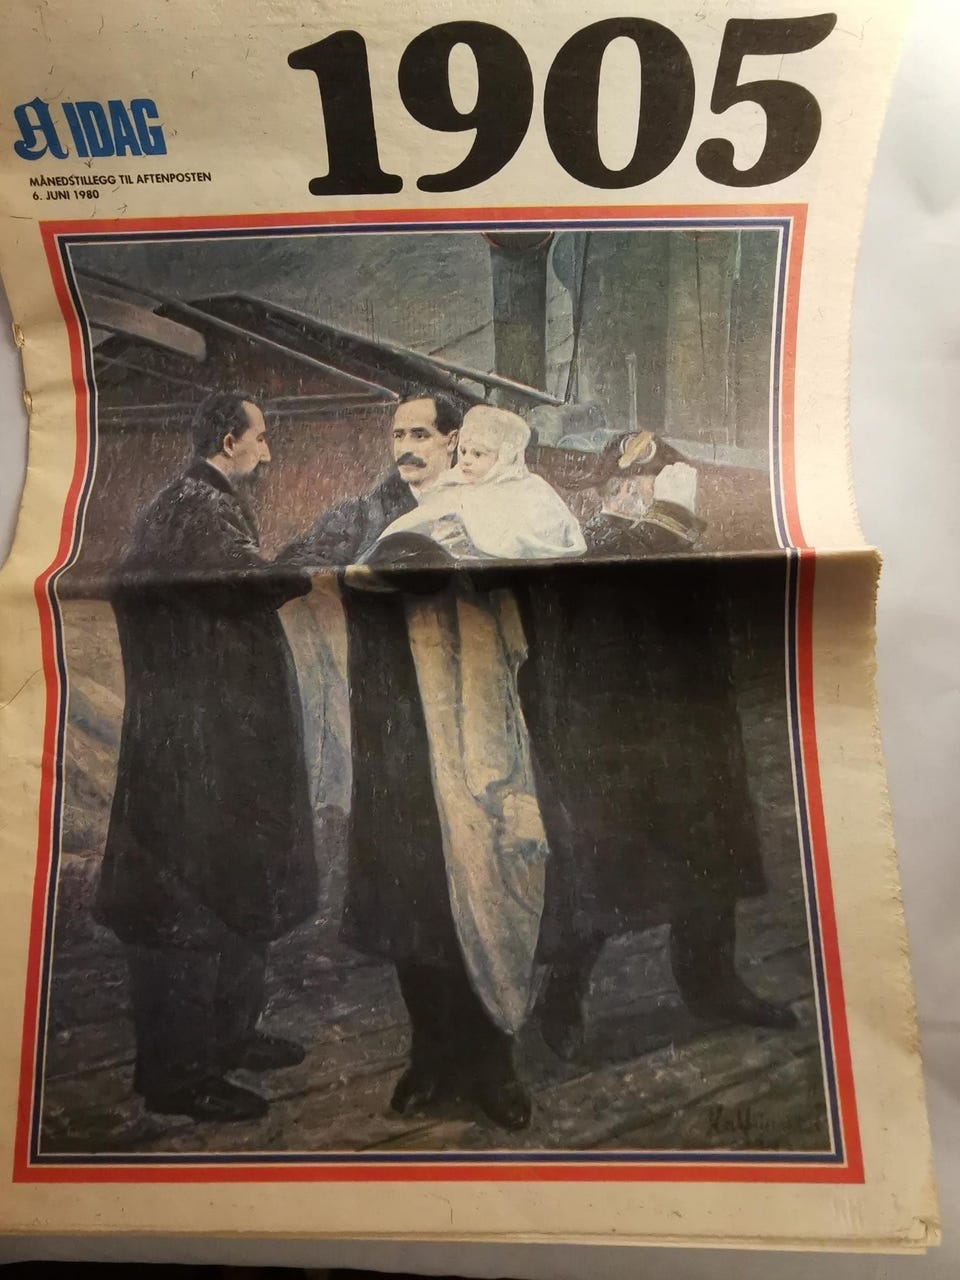 1905
A IDAG
MÅNEDSTILLEGG TIL AFTENPOSTEN
6. JUNI 1980